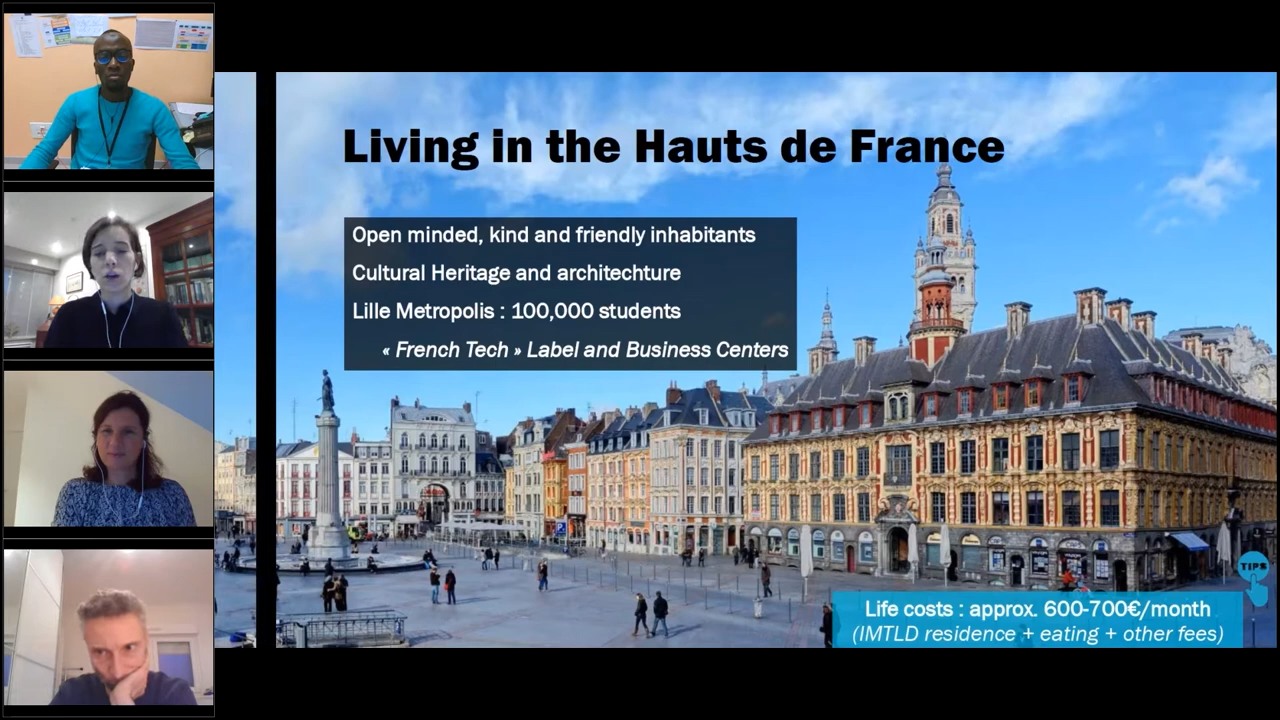 Living in the Hauts de France
Open minded, kind and friendly inhabitants
Cultural Heritage and architechture
Lille Metropolis : 100,000 students
« French Tech » Label and Business Centers
TIPS
Life costs : approx. 600-700€/month
(IMTLD residence + eating + other fees)